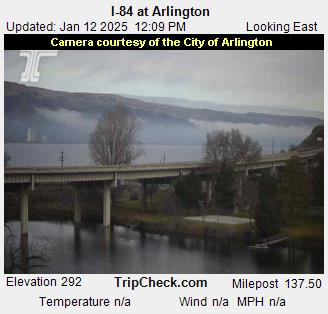 I-84 at Arlington
Updated: Jan 12 2025 12:09 PM Looking East
Camera courtesy of the City of Arlington
Elevation 292 TripCheck.com Milepost 137.50
Temperature n/a Wind n/a MPH n/a